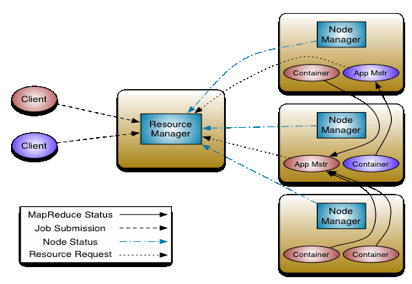 Node
Manager
Container
App Mstr
Client
Client
Resource
Manager
Node
Manager
App Mstr
Container
Node
Manager
Container
Container
MapReduce Status
Job Submission
Node Status
Resource Request